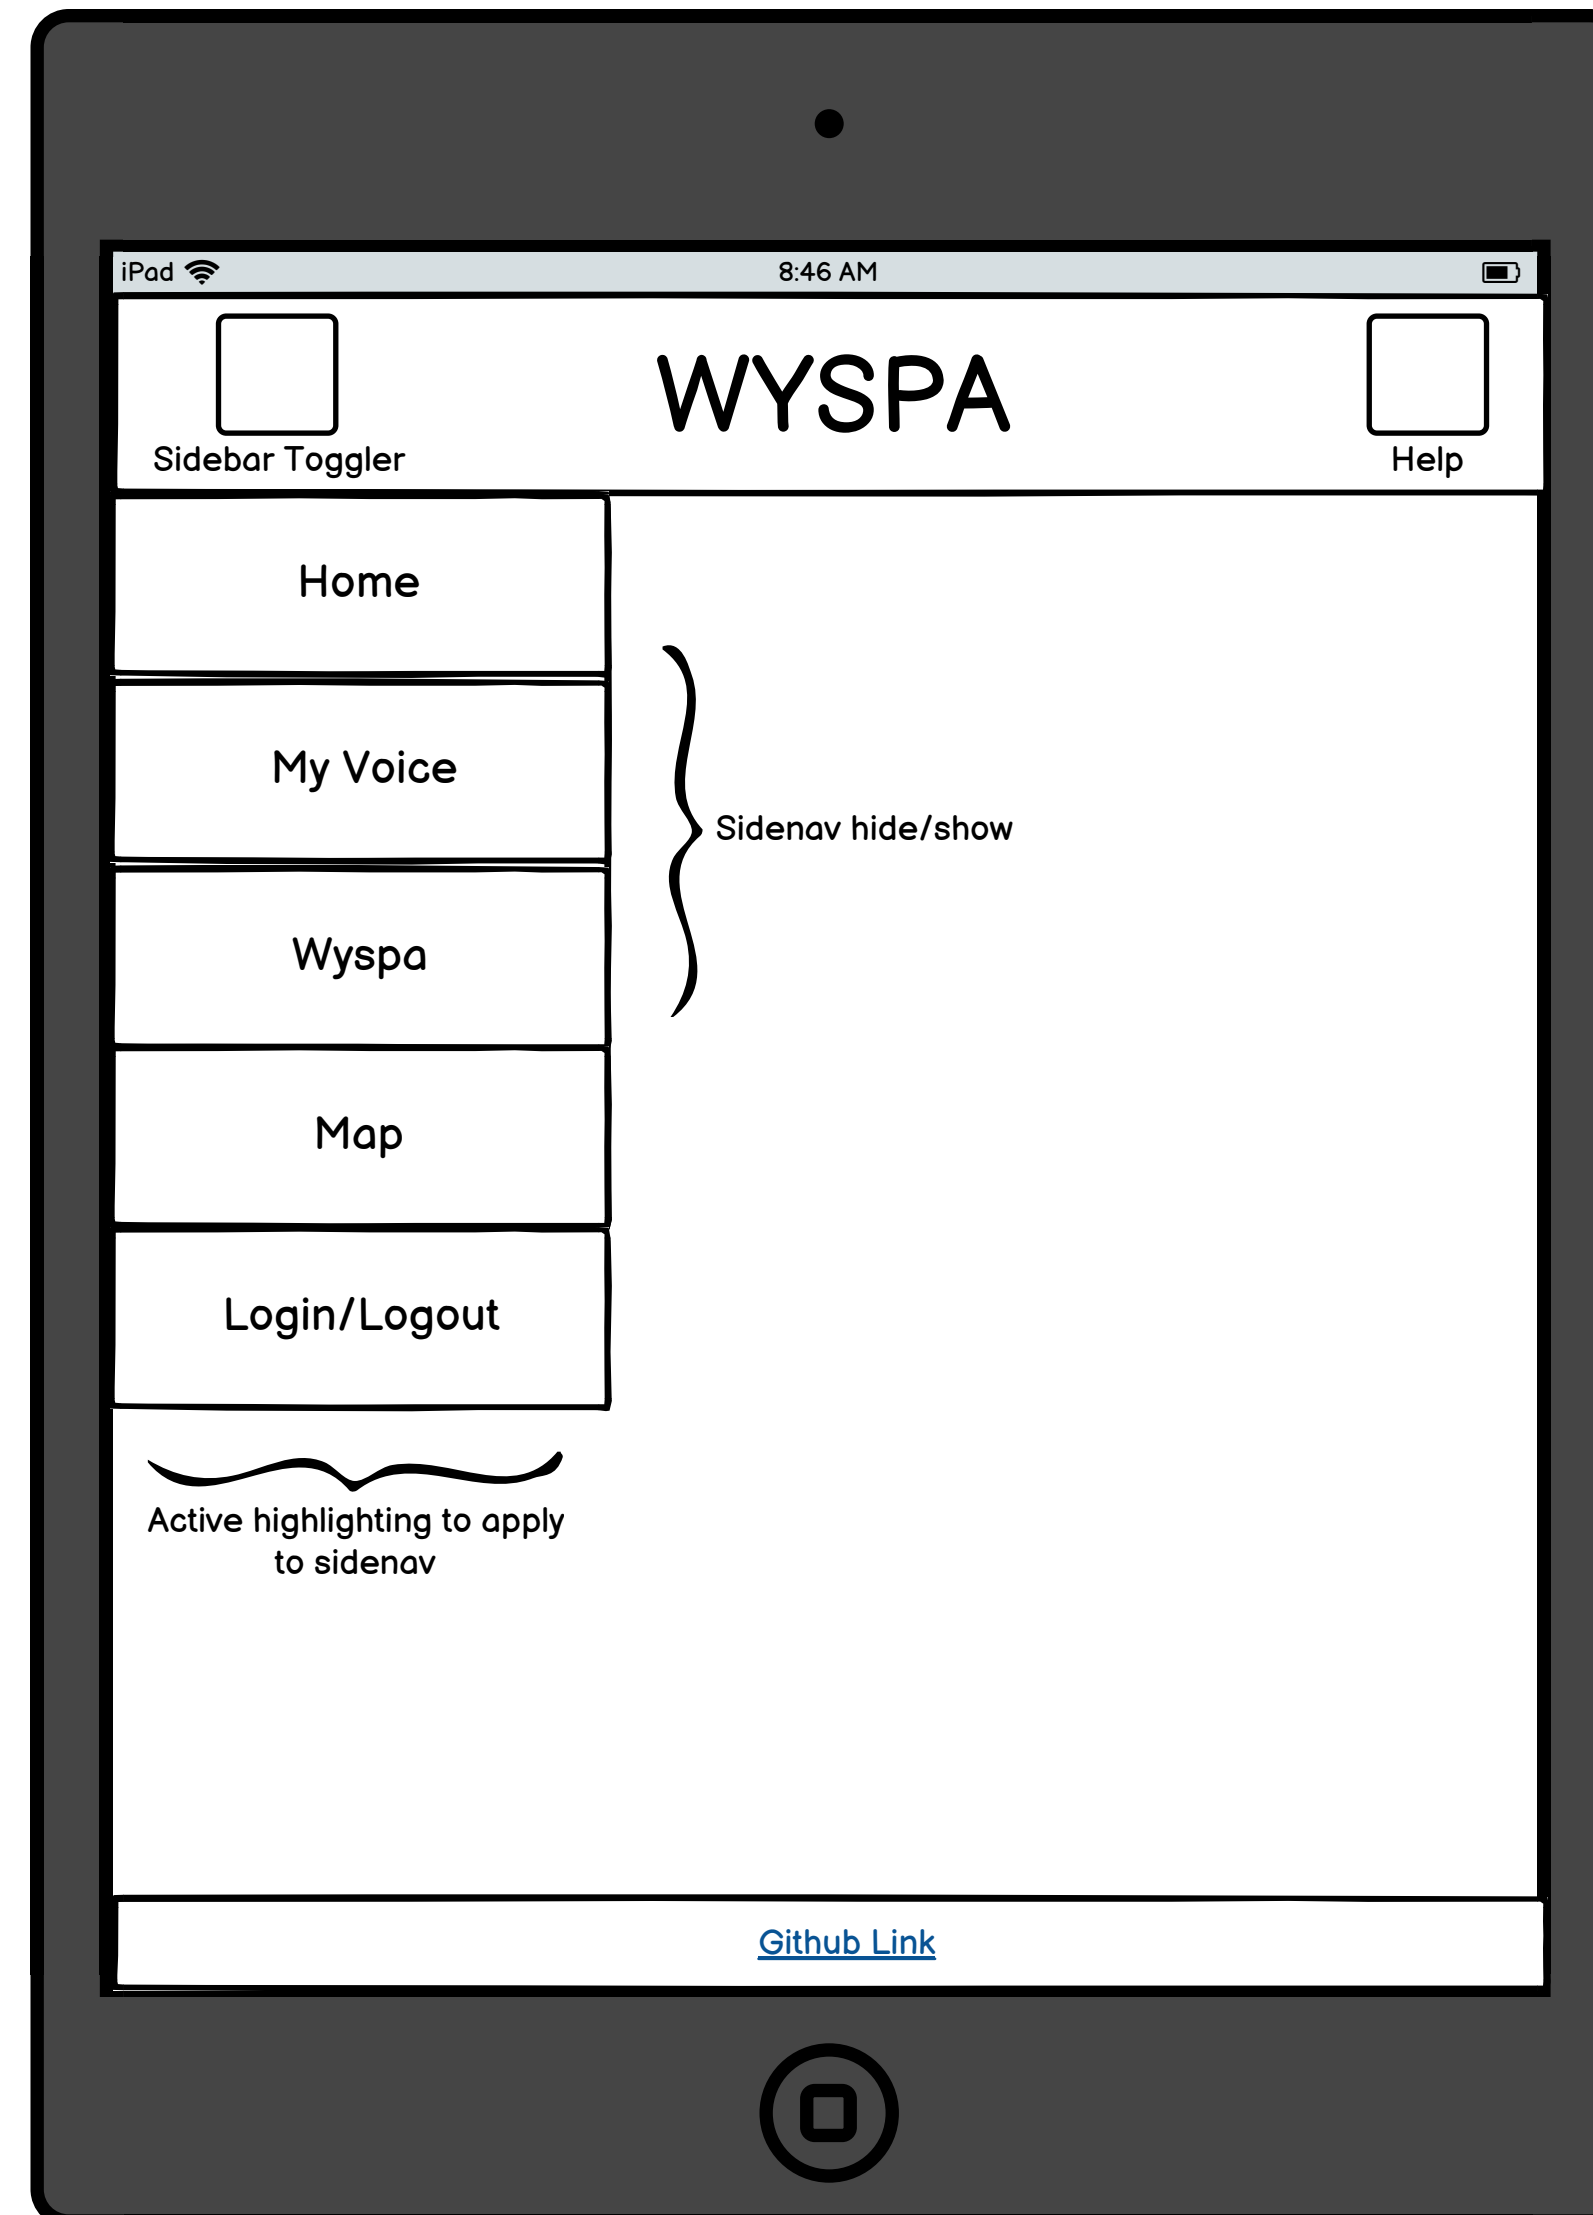 iPad
8:46 AM
WYSPA
Sidebar Toggler
Help
Home
My Voice
Sidenav hide/show
Wyspa
Map
Login/Logout
Active highlighting to apply
to sidenav
Github Link